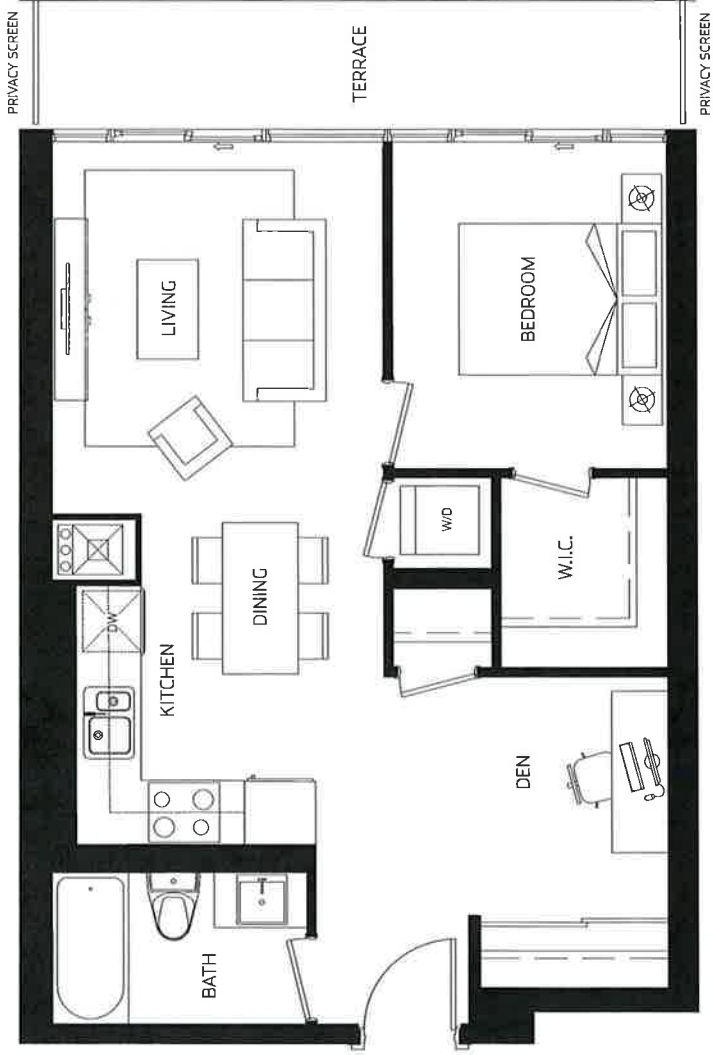 PRIVACY SCREEN
TERRACE
PRIVACY SCREEN
LIVING
BEDROOM
W/D
DINING
W.I.C.
DW
KITCHEN
DEN
BATH